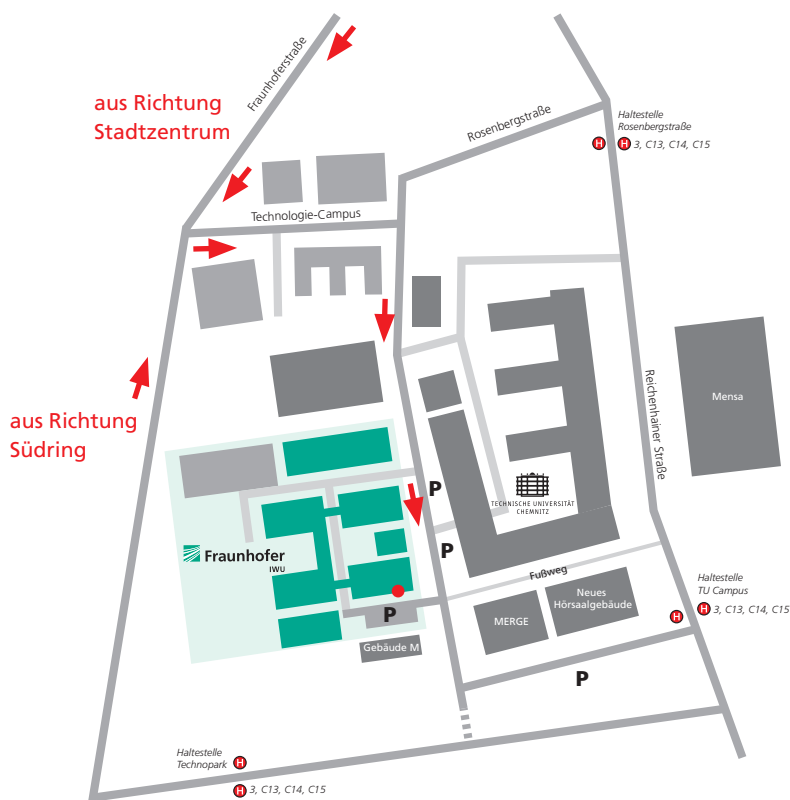 Fraunhoferstraße
aus Richtung
Stadtzentrum
Rosenbergstraße
Haltestelle
Rosenbergstraße
H H 3, C13, C14, C15
Technologie-Campus
Reichenhainer Straße
Mensa
aus Richtung
Südring
P
TECHNISCHE UNIVERSITÄT
CHEMNITZ
P
Fraunhofer
IWU
Fußweg
Haltestelle
TU Campus
H H 3, C13, C14, C15
Neues
Hörsaalgebäude
MERGE
P
Gebäude M
P
Haltestelle
Technopark H
H 3, C13, C14, C15